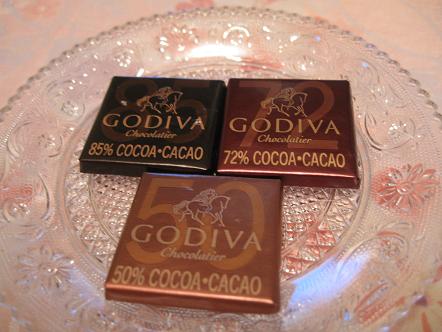 85
GODIVA
Chocolatier
85% COCOA•CACAO
72
GODIVA
Chocolatier
72% COCOA•CACAO
50
GODIVA
Chocolatier
50% COCOA•CACAO